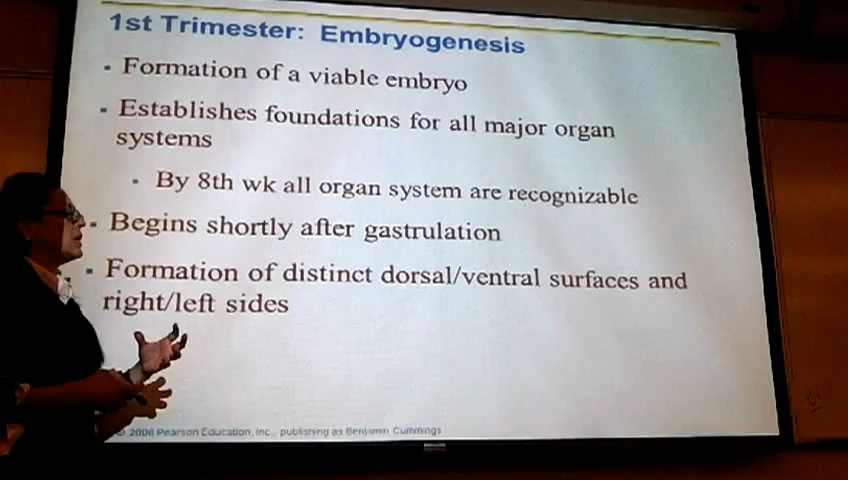 1st Trimester: Embryogenesis
▪ Formation of a viable embryo
▪ Establishes foundations for all major organ
systems
▪ By 8th wk all organ system are recognizable
▪ Begins shortly after gastrulation
▪ Formation of distinct dorsal/ventral surfaces and
right/left sides
© 2006 Pearson Education, Inc., publishing as Benjamin Cummings
PHILIPS